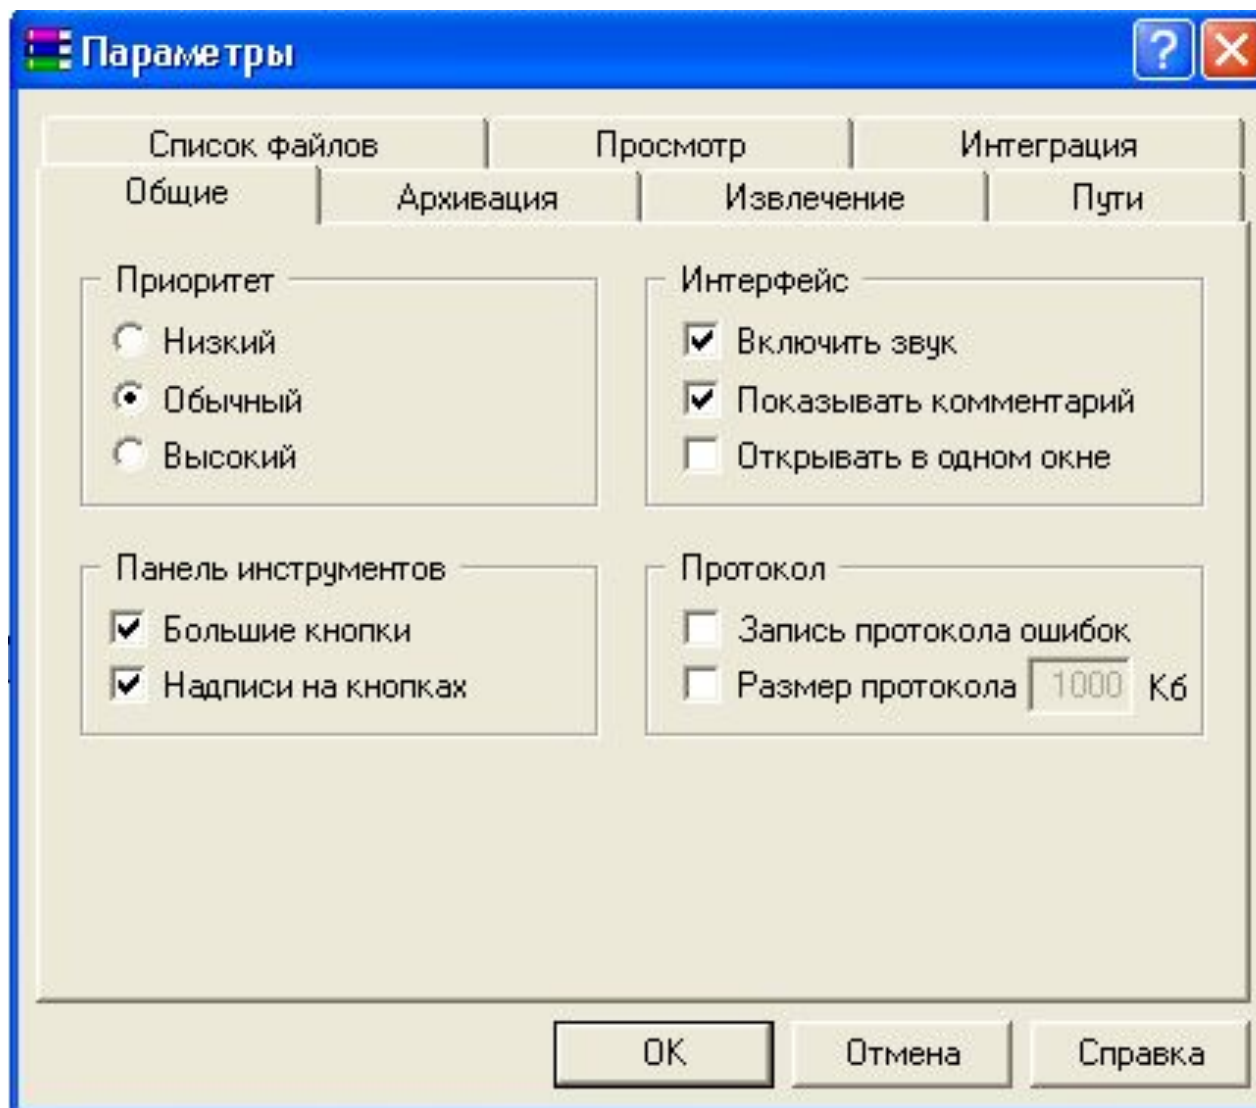 Параметры
Список файлов Просмотр Интеграция
Общие Архивация Извлечение Пути
Приоритет
Низкий
Обычный
Высокий
Интерфейс
Включить звук
Показывать комментарий
Открывать в одном окне
Панель инструментов
Большие кнопки
Надписи на кнопках
Протокол
Запись протокола ошибок
Размер протокола 1000 Кб
OK Отмена Справка